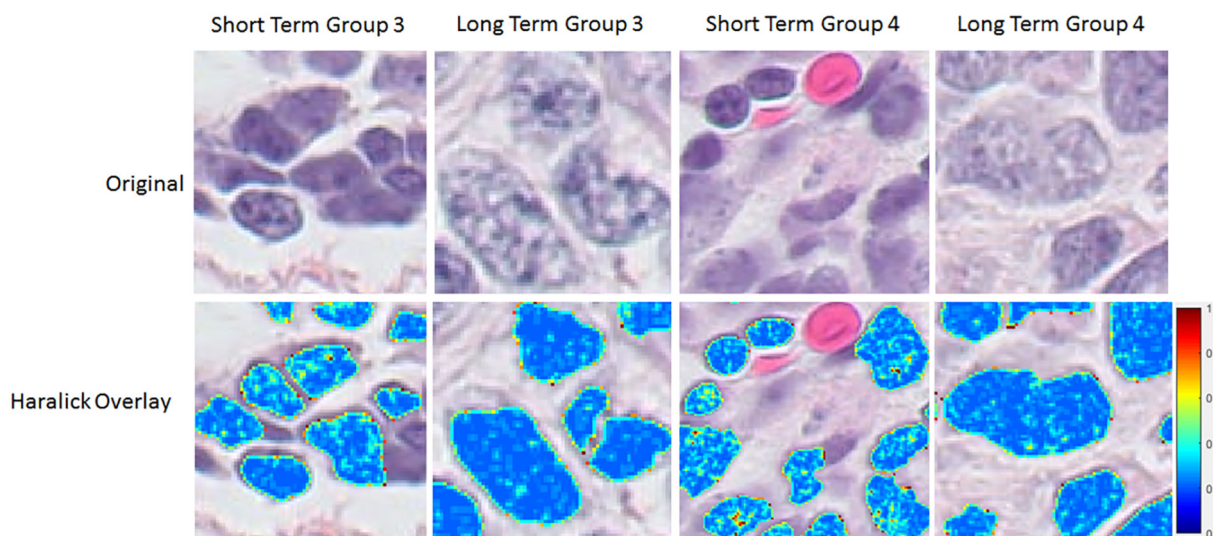 Short Term Group 3
Long Term Group 3
Short Term Group 4
Long Term Group 4
Original
Haralick Overlay
1
0
0
0
0
0